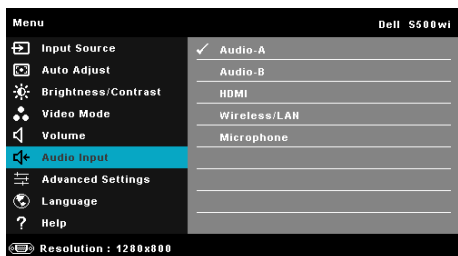 Menu Dell S500wi
Input Source
Auto Adjust
Brightness/Contrast
Video Mode
Volume
Audio Input
Advanced Settings
Language
Help
Audio-A
Audio-B
HDMI
Wireless/LAN
Microphone
Resolution : 1280x800